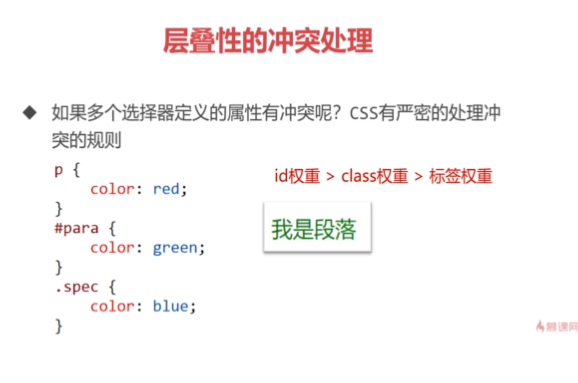 层叠性的冲突处理
◆ 如果多个选择器定义的属性有冲突呢？CSS有严密的处理冲
突的规则
p {
    color: red;
}
#para {
    color: green;
}
.spec {
    color: blue;
}
id权重 > class权重 > 标签权重
我是段落
慕课网